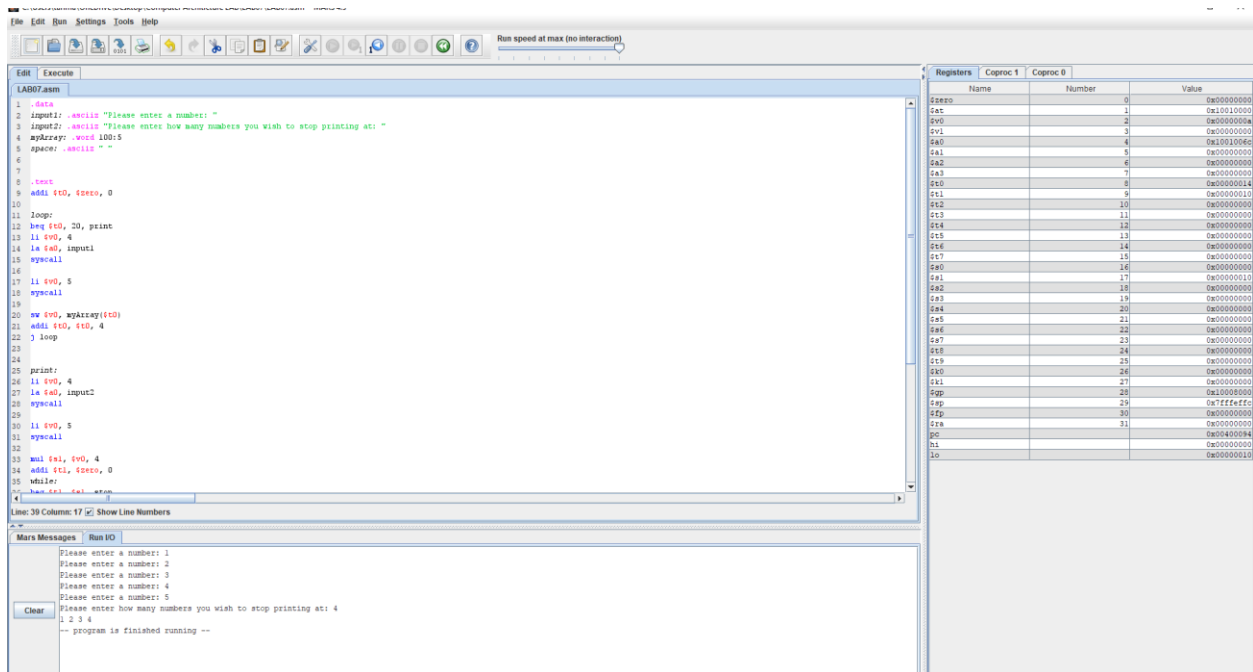 File Edit Run Settings Tools Help
Run speed at max (no interaction)
Edit Execute
LAB07.asm
1 .data
2 input1: .asciiz "Please enter a number: "
3 input2: .asciiz "Please enter how many numbers you wish to stop printing at: "
4 myArray: .word 100:5
5 space: .asciiz " "
6
7
8 .text
9 addi $t0, $zero, 0
10
11 loop:
12 beq $t0, 20, print
13 li $v0, 4
14 la $a0, input1
15 syscall
16
17 li $v0, 5
18 syscall
19
20 sw $v0, myArray($t0)
21 addi $t0, $t0, 4
22 j loop
23
24
25 print:
26 li $v0, 4
27 la $a0, input2
28 syscall
29
30 li $v0, 5
31 syscall
32
33 mul $s1, $v0, 4
34 addi $t1, $zero, 0
35 while:
Line: 39 Column: 17 Show Line Numbers
Mars Messages Run I/O
Clear
Please enter a number: 1
Please enter a number: 2
Please enter a number: 3
Please enter a number: 4
Please enter a number: 5
Please enter how many numbers you wish to stop printing at: 4
1 2 3 4
-- program is finished running --
Registers Coproc 1 Coproc 0
Name Number Value
$zero 0 0x00000000
$at 1 0x10010000
$v0 2 0x0000000a
$v1 3 0x00000000
$a0 4 0x1001006c
$a1 5 0x00000000
$a2 6 0x00000000
$a3 7 0x00000000
$t0 8 0x00000014
$t1 9 0x00000010
$t2 10 0x00000000
$t3 11 0x00000000
$t4 12 0x00000000
$t5 13 0x00000000
$t6 14 0x00000000
$t7 15 0x00000000
$s0 16 0x00000000
$s1 17 0x00000010
$s2 18 0x00000000
$s3 19 0x00000000
$s4 20 0x00000000
$s5 21 0x00000000
$s6 22 0x00000000
$s7 23 0x00000000
$t8 24 0x00000000
$t9 25 0x00000000
$k0 26 0x00000000
$k1 27 0x00000000
$gp 28 0x10008000
$sp 29 0x7fffeffc
$fp 30 0x00000000
$ra 31 0x00000000
pc 0x00400094
hi 0x00000000
lo 0x00000010